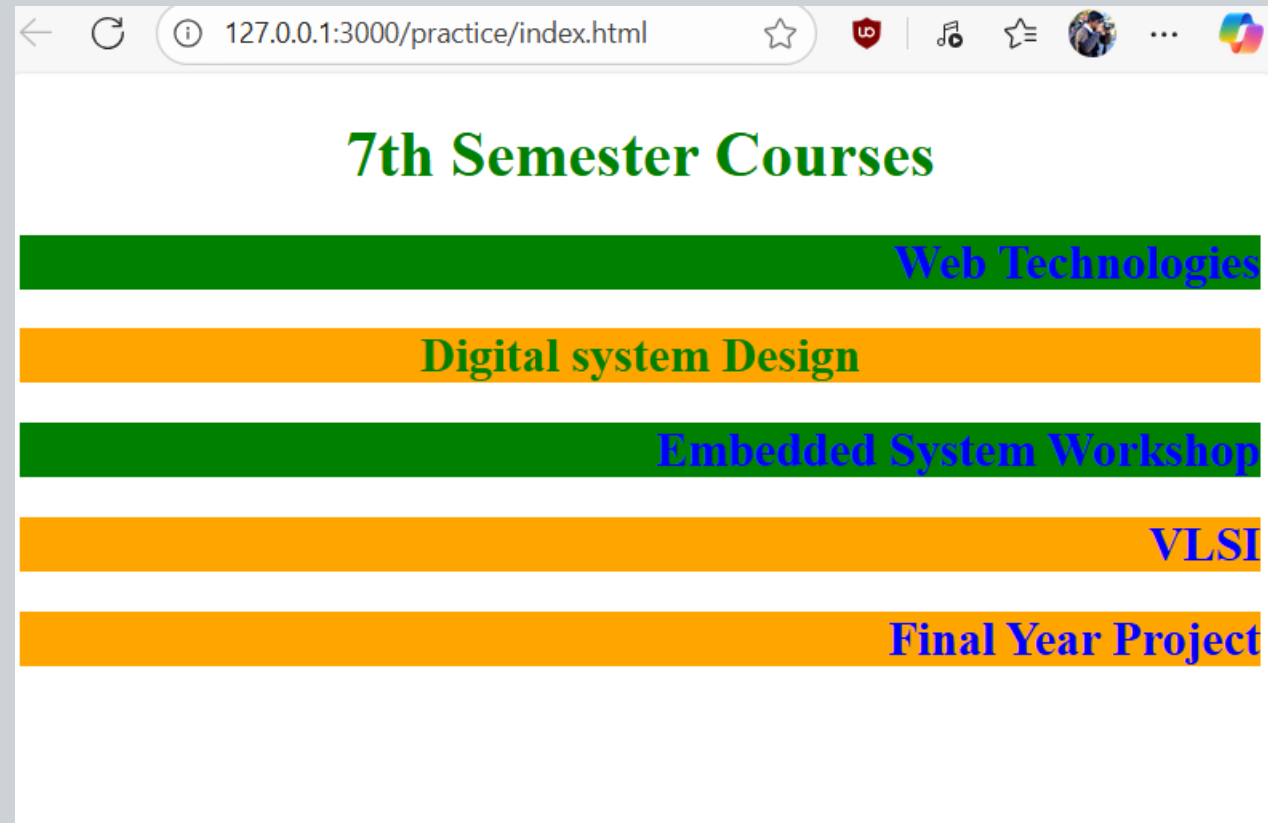 127.0.0.1:3000/practice/index.html
7th Semester Courses
Web Technologies
Digital system Design
Embedded System Workshop
VLSI
Final Year Project